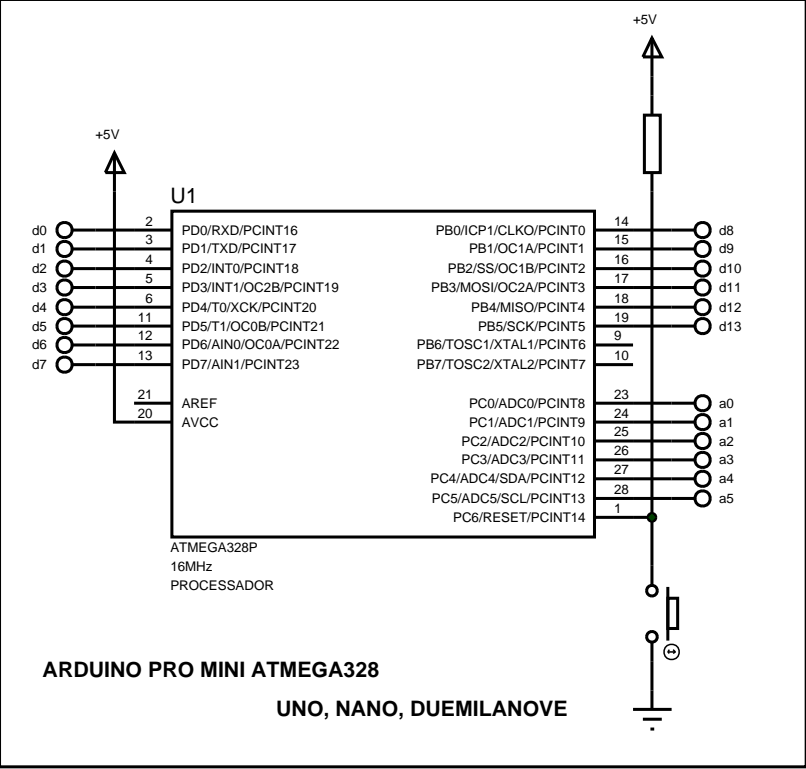 +5V
+5V
U1
d0 2 PD0/RXD/PCINT16 PB0/ICP1/CLKO/PCINT0 14 d8
d1 3 PD1/TXD/PCINT17 PB1/OC1A/PCINT1 15 d9
d2 4 PD2/INT0/PCINT18 PB2/SS/OC1B/PCINT2 16 d10
d3 5 PD3/INT1/OC2B/PCINT19 PB3/MOSI/OC2A/PCINT3 17 d11
d4 6 PD4/T0/XCK/PCINT20 PB4/MISO/PCINT4 18 d12
d5 11 PD5/T1/OC0B/PCINT21 PB5/SCK/PCINT5 19 d13
d6 12 PD6/AIN0/OC0A/PCINT22 PB6/TOSC1/XTAL1/PCINT6 9
d7 13 PD7/AIN1/PCINT23 PB7/TOSC2/XTAL2/PCINT7 10
21 AREF PC0/ADC0/PCINT8 23 a0
20 AVCC PC1/ADC1/PCINT9 24 a1
PC2/ADC2/PCINT10 25 a2
PC3/ADC3/PCINT11 26 a3
PC4/ADC4/SDA/PCINT12 27 a4
PC5/ADC5/SCL/PCINT13 28 a5
PC6/RESET/PCINT14 1
ATMEGA328P
16MHz
PROCESSADOR
ARDUINO PRO MINI ATMEGA328
UNO, NANO, DUEMILANOVE